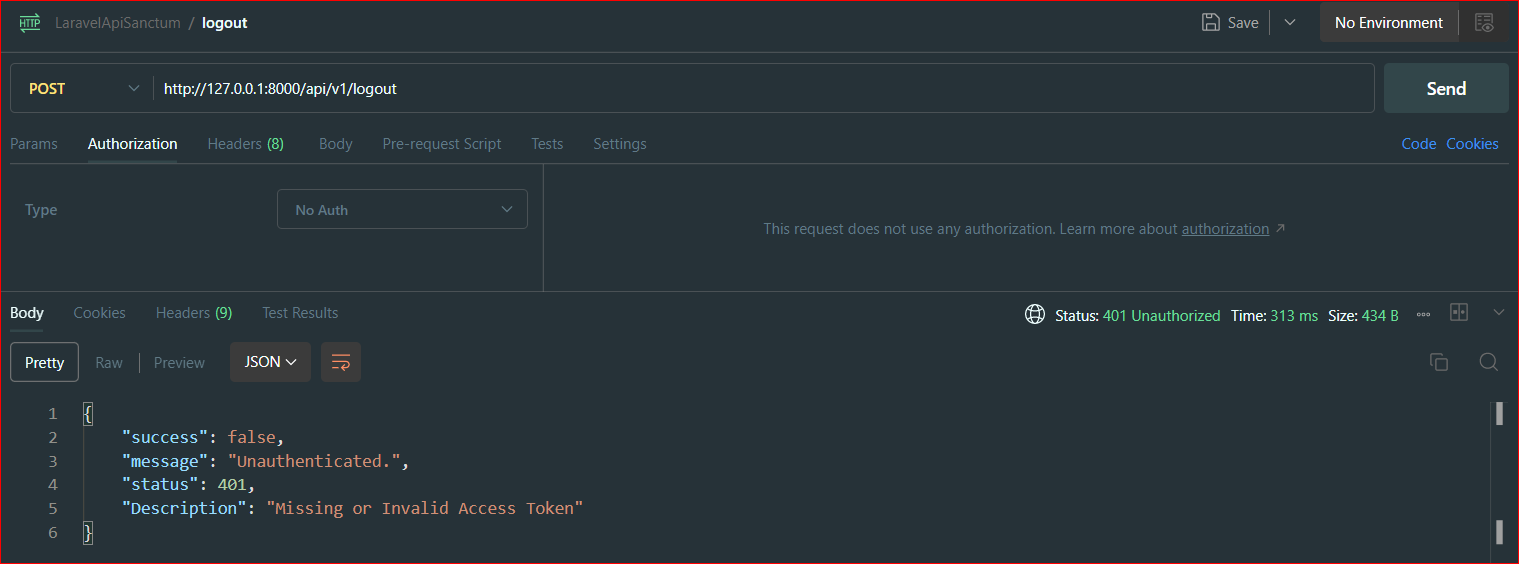 HTTP LaravelApiSanctum / logout Save No Environment
POST http://127.0.0.1:8000/api/v1/logout Send
Params Authorization Headers (8) Body Pre-request Script Tests Settings Code Cookies
Type No Auth
This request does not use any authorization. Learn more about authorization ↗
Body Cookies Headers (9) Test Results Status: 401 Unauthorized Time: 313 ms Size: 434 B
Pretty Raw Preview JSON
1 {
2 "success": false,
3 "message": "Unauthenticated.",
4 "status": 401,
5 "Description": "Missing or Invalid Access Token"
6 }